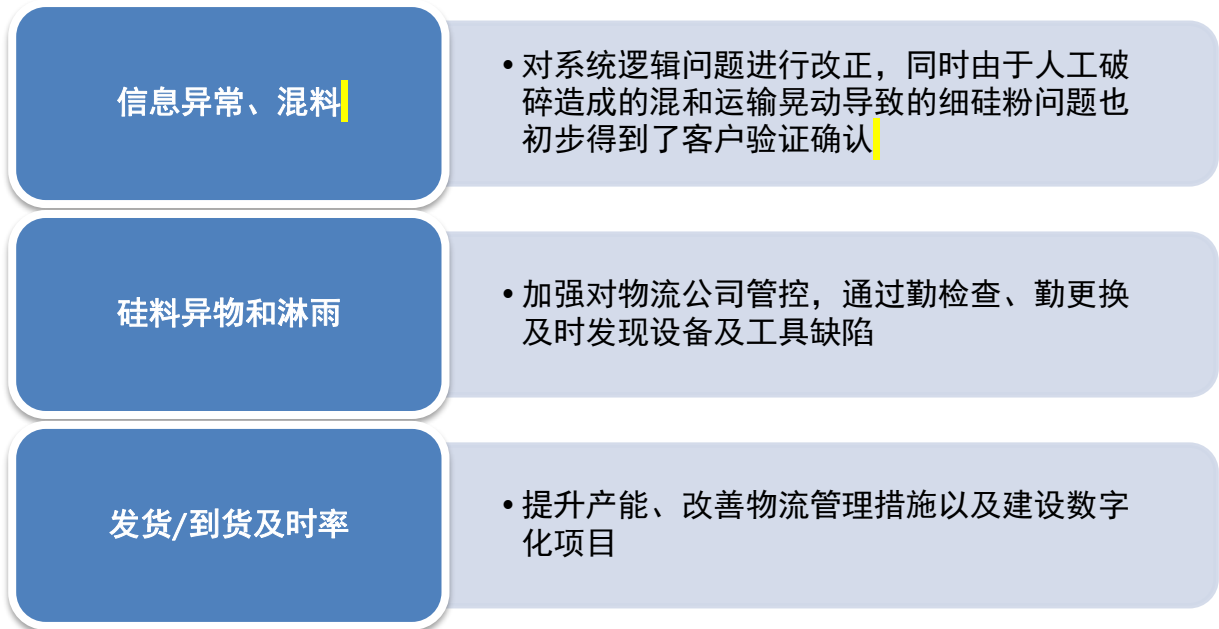 信息异常、混料
•对系统逻辑问题进行改正，同时由于人工破
碎造成的混和运输晃动导致的细硅粉问题也
初步得到了客户验证确认
硅料异物和淋雨
•加强对物流公司管控，通过勤检查、勤更换
及时发现设备及工具缺陷
发货/到货及时率
•提升产能、改善物流管理措施以及建设数字
化项目